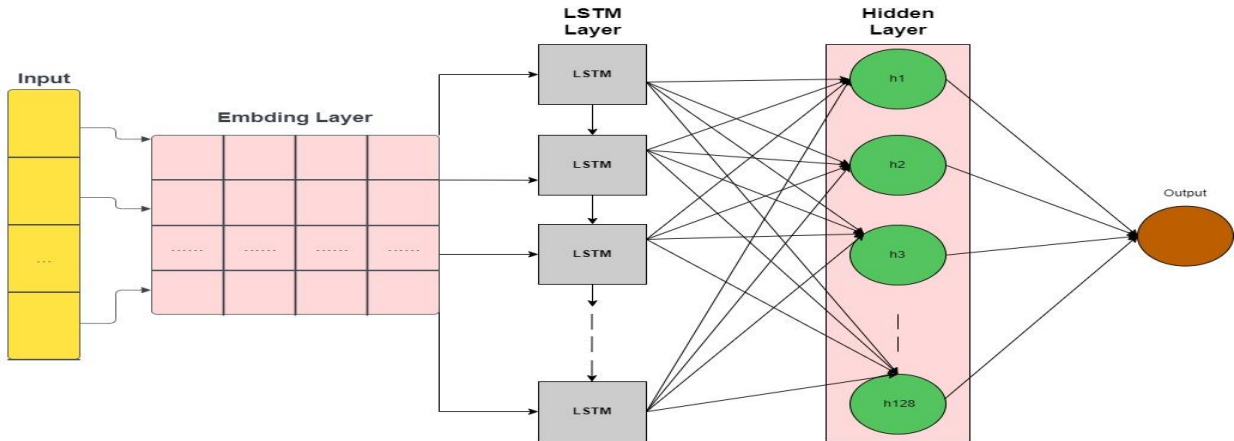 Input
...
Embding Layer
......
.....
........
......
LSTM
Layer
LSTM
LSTM
LSTM
LSTM
Hidden
Layer
h1
h2
h3
h128
Output